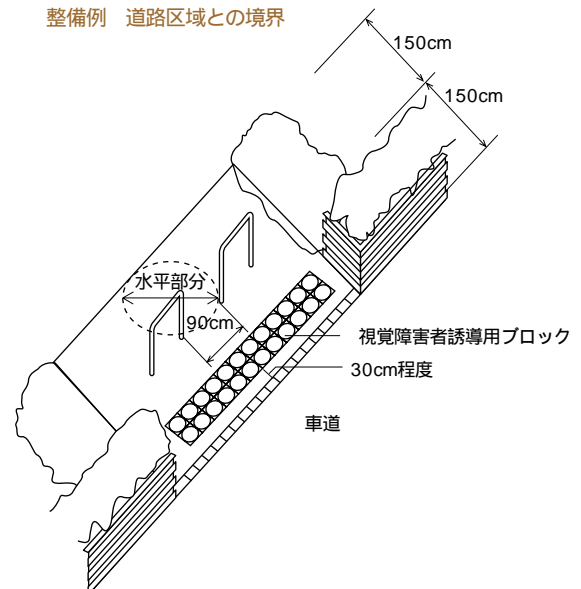 整備例　道路区域との境界
150cm
150cm
水平部分
90cm
視覚障害者誘導用ブロック
30cm程度
車道